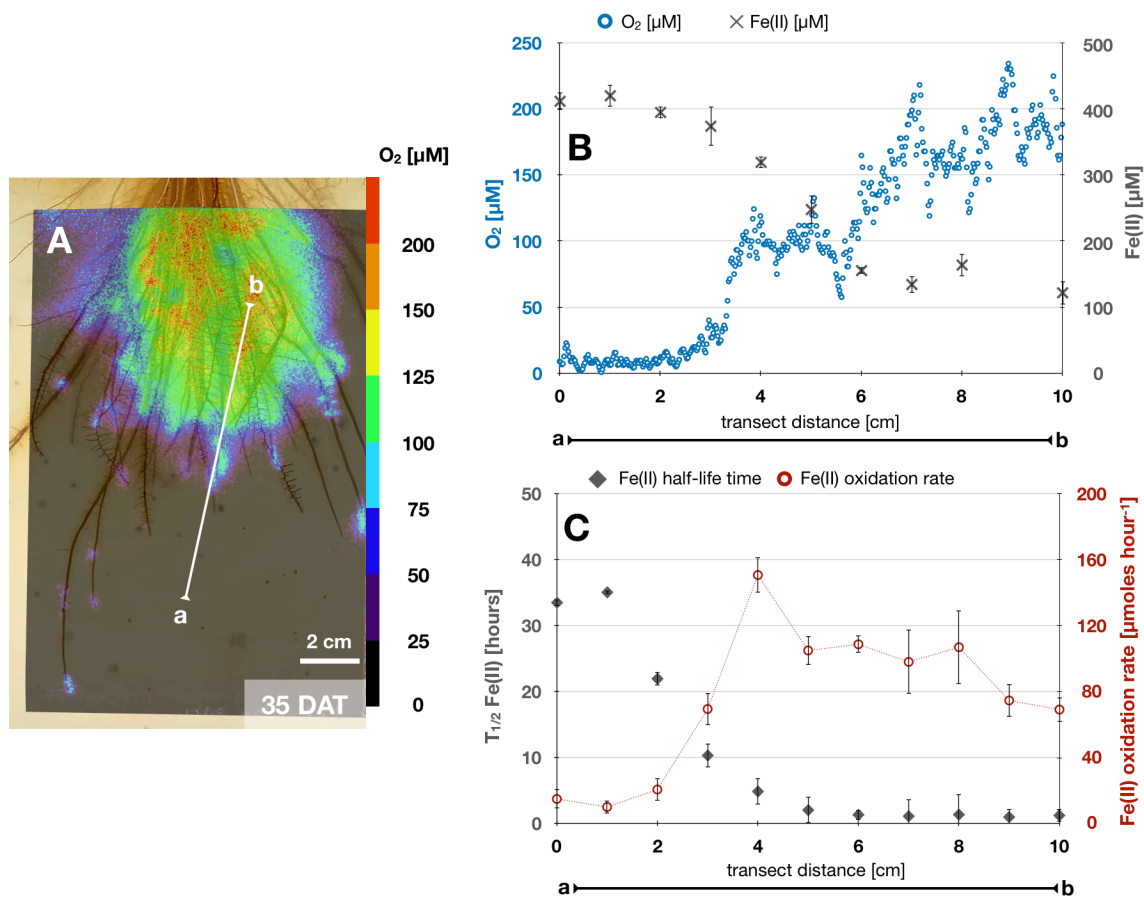 A
O₂ [µM]
200
150
125
100
75
50
25
0
b
a
2 cm
35 DAT
O₂ [µM] Fe(II) [µM]
B
O₂ [µM]
250
200
150
100
50
0
Fe(II) [µM]
500
400
300
200
100
0
0 2 4 6 8 10
transect distance [cm]
a b
Fe(II) half-life time Fe(II) oxidation rate
C
T1/2 Fe(II) [hours]
50
40
30
20
10
0
Fe(II) oxidation rate [µmoles hour⁻¹]
200
160
120
80
40
0
0 2 4 6 8 10
transect distance [cm]
a b